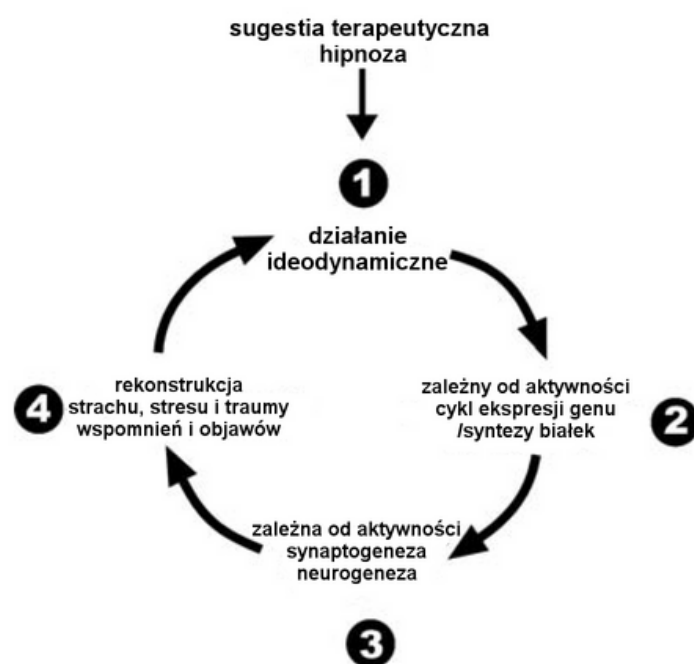 sugestia terapeutyczna
hipnoza
1
działanie
ideodynamiczne
zależny od aktywności
cykl ekspresji genu
/syntezy białek
2
zależna od aktywności
synaptogeneza
neurogeneza
3
rekonstrukcja
strachu, stresu i traumy
wspomnień i objawów
4